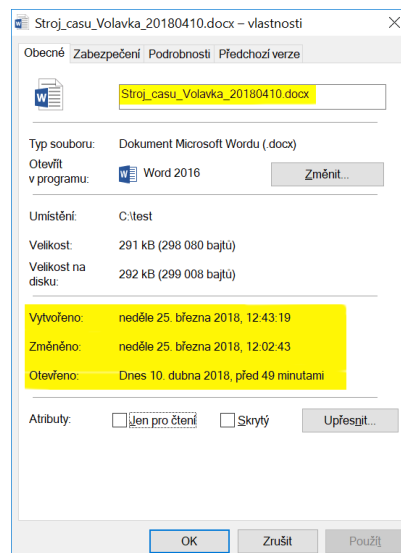 Stroj_casu_Volavka_20180410.docx – vlastnosti
Obecné Zabezpečení Podrobnosti Předchozí verze
Stroj_casu_Volavka_20180410.docx
Typ souboru: Dokument Microsoft Wordu (.docx)
Otevřít
v programu: Word 2016 Změnit...
Umístění: C:\test
Velikost: 291 kB (298 080 bajtů)
Velikost na
disku: 292 kB (299 008 bajtů)
Vytvořeno: neděle 25. března 2018, 12:43:19
Změněno: neděle 25. března 2018, 12:02:43
Otevřeno: Dnes 10. dubna 2018, před 49 minutami
Atributy: Jen pro čtení Skrytý Upřesnit...
OK Zrušit Použít